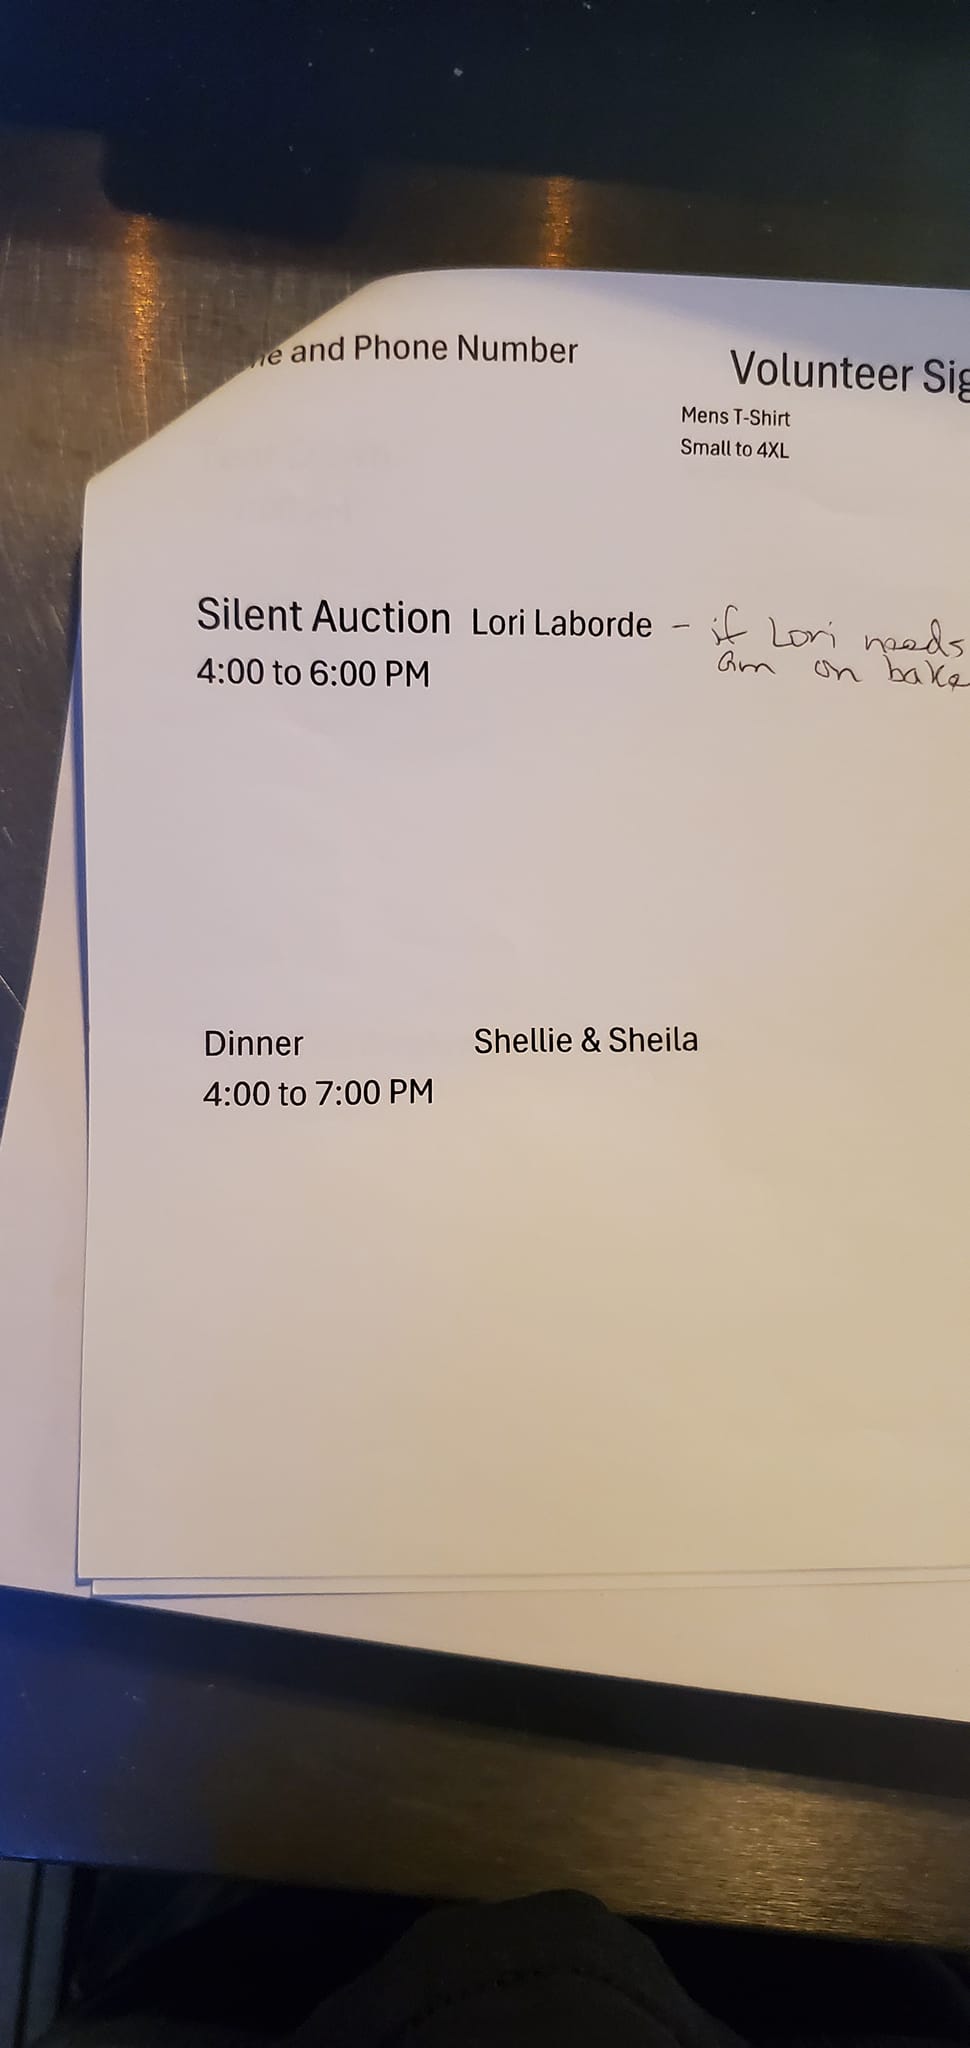 and Phone Number
Volunteer Sig
Mens T-Shirt
Small to 4XL
Silent Auction Lori Laborde - if Lori needs
4:00 to 6:00 PM am on bake
Dinner Shellie & Sheila
4:00 to 7:00 PM